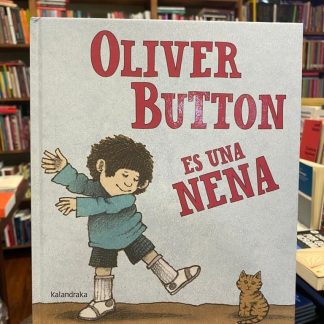 OLIVER
BUTTON
ES UNA
NENA
Kalandraka